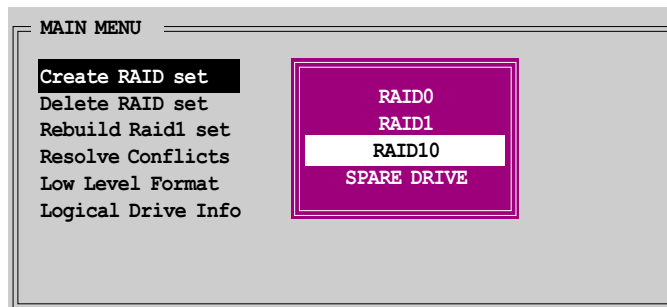 MAIN MENU
Create RAID set
Delete RAID set
Rebuild Raid1 set
Resolve Conflicts
Low Level Format
Logical Drive Info
RAID0
RAID1
RAID10
SPARE DRIVE